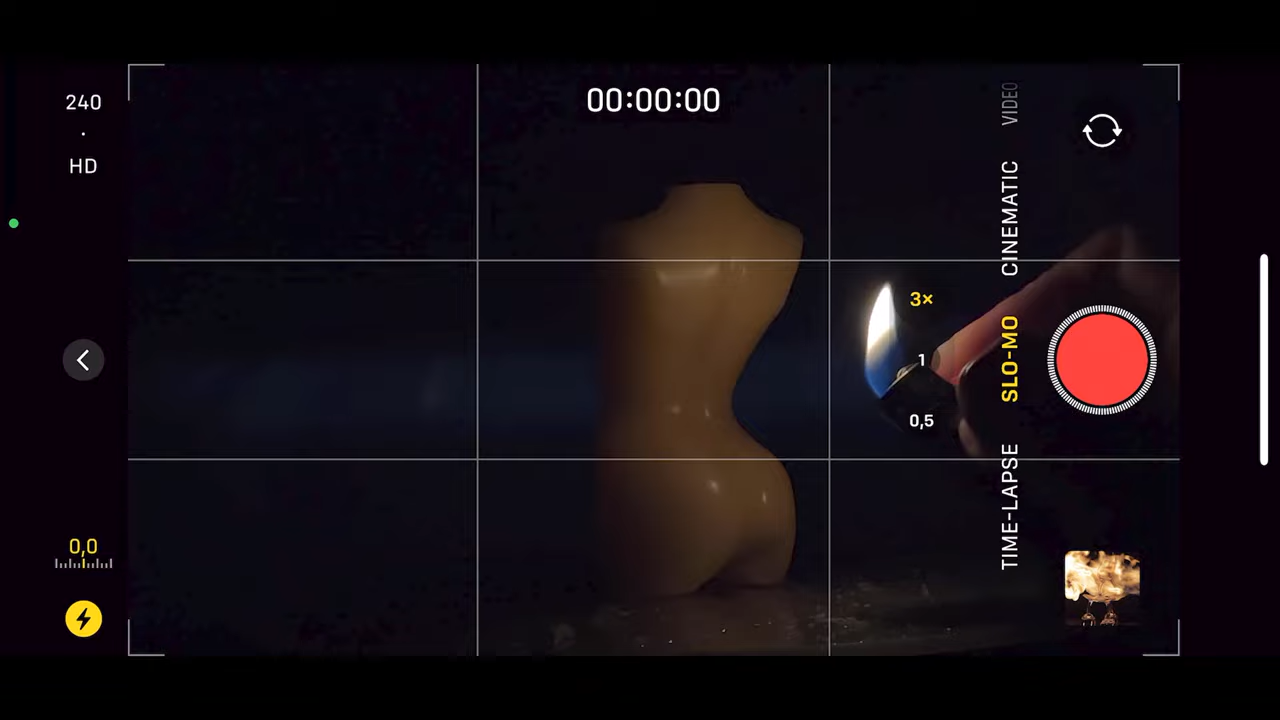 240
·
HD
00:00:00
VIDEO
CINEMATIC
SLO-MO
TIME-LAPSE
3×
1
0,5
0,0